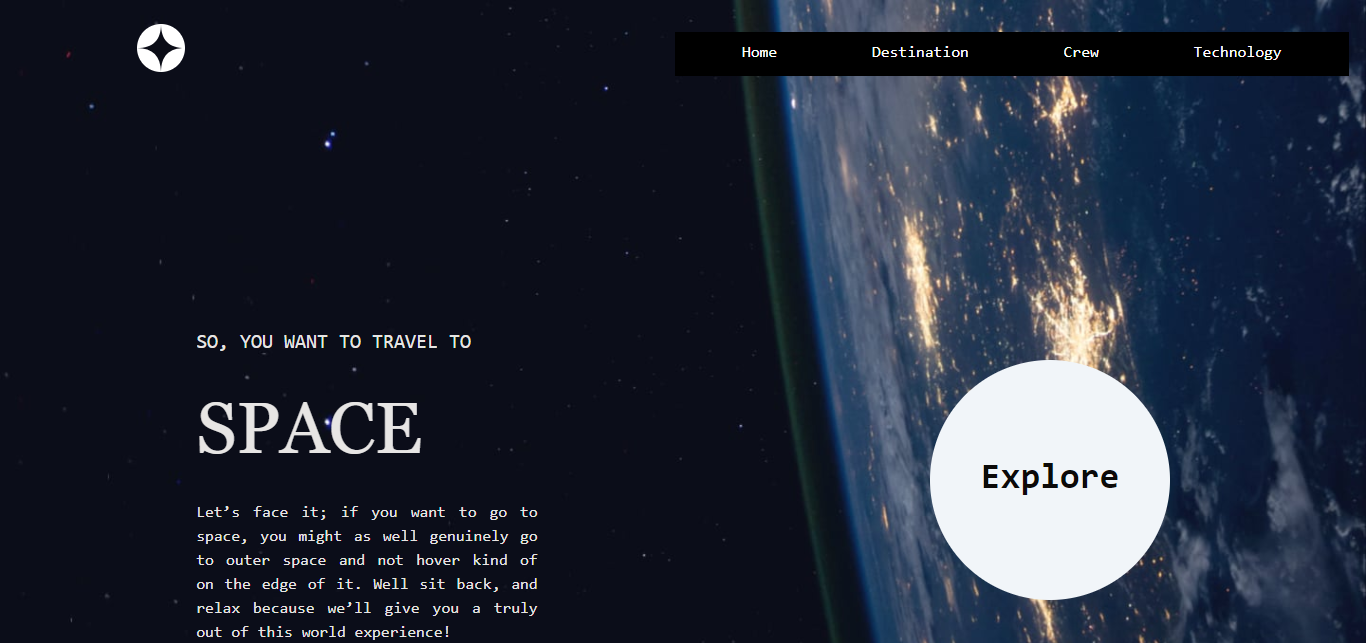 Home
Destination
Crew
Technology
SO, YOU WANT TO TRAVEL TO
SPACE
Let’s face it; if you want to go to
space, you might as well genuinely go
to outer space and not hover kind of
on the edge of it. Well sit back, and
relax because we’ll give you a truly
out of this world experience!
Explore